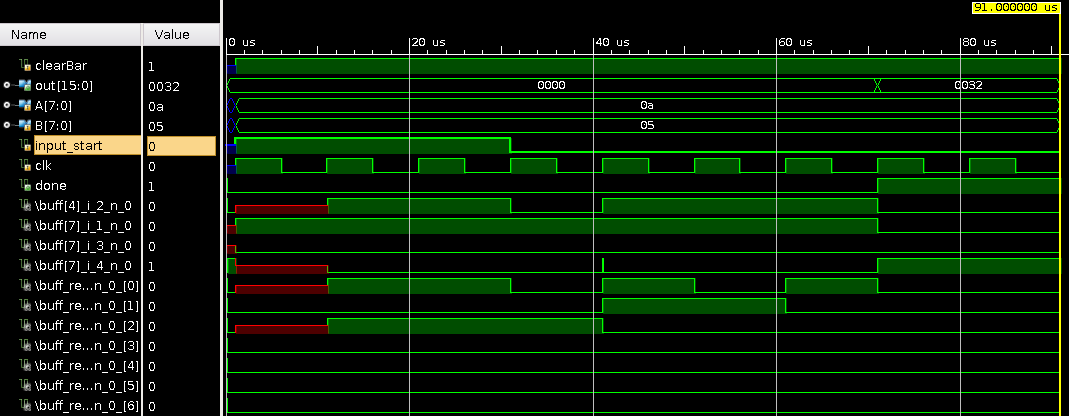 91.000000 us
Name Value
0 us 20 us 40 us 60 us 80 us
clearBar 1
out[15:0] 0032 0000 0032
A[7:0] 0a 0a
B[7:0] 05 05
input_start 0
clk 0
done 1
\buff[4]_i_2_n_0 0
\buff[7]_i_1_n_0 0
\buff[7]_i_3_n_0 0
\buff[7]_i_4_n_0 1
\buff_re...n_0_[0] 0
\buff_re...n_0_[1] 0
\buff_re...n_0_[2] 0
\buff_re...n_0_[3] 0
\buff_re...n_0_[4] 0
\buff_re...n_0_[5] 0
\buff_re...n_0_[6] 0